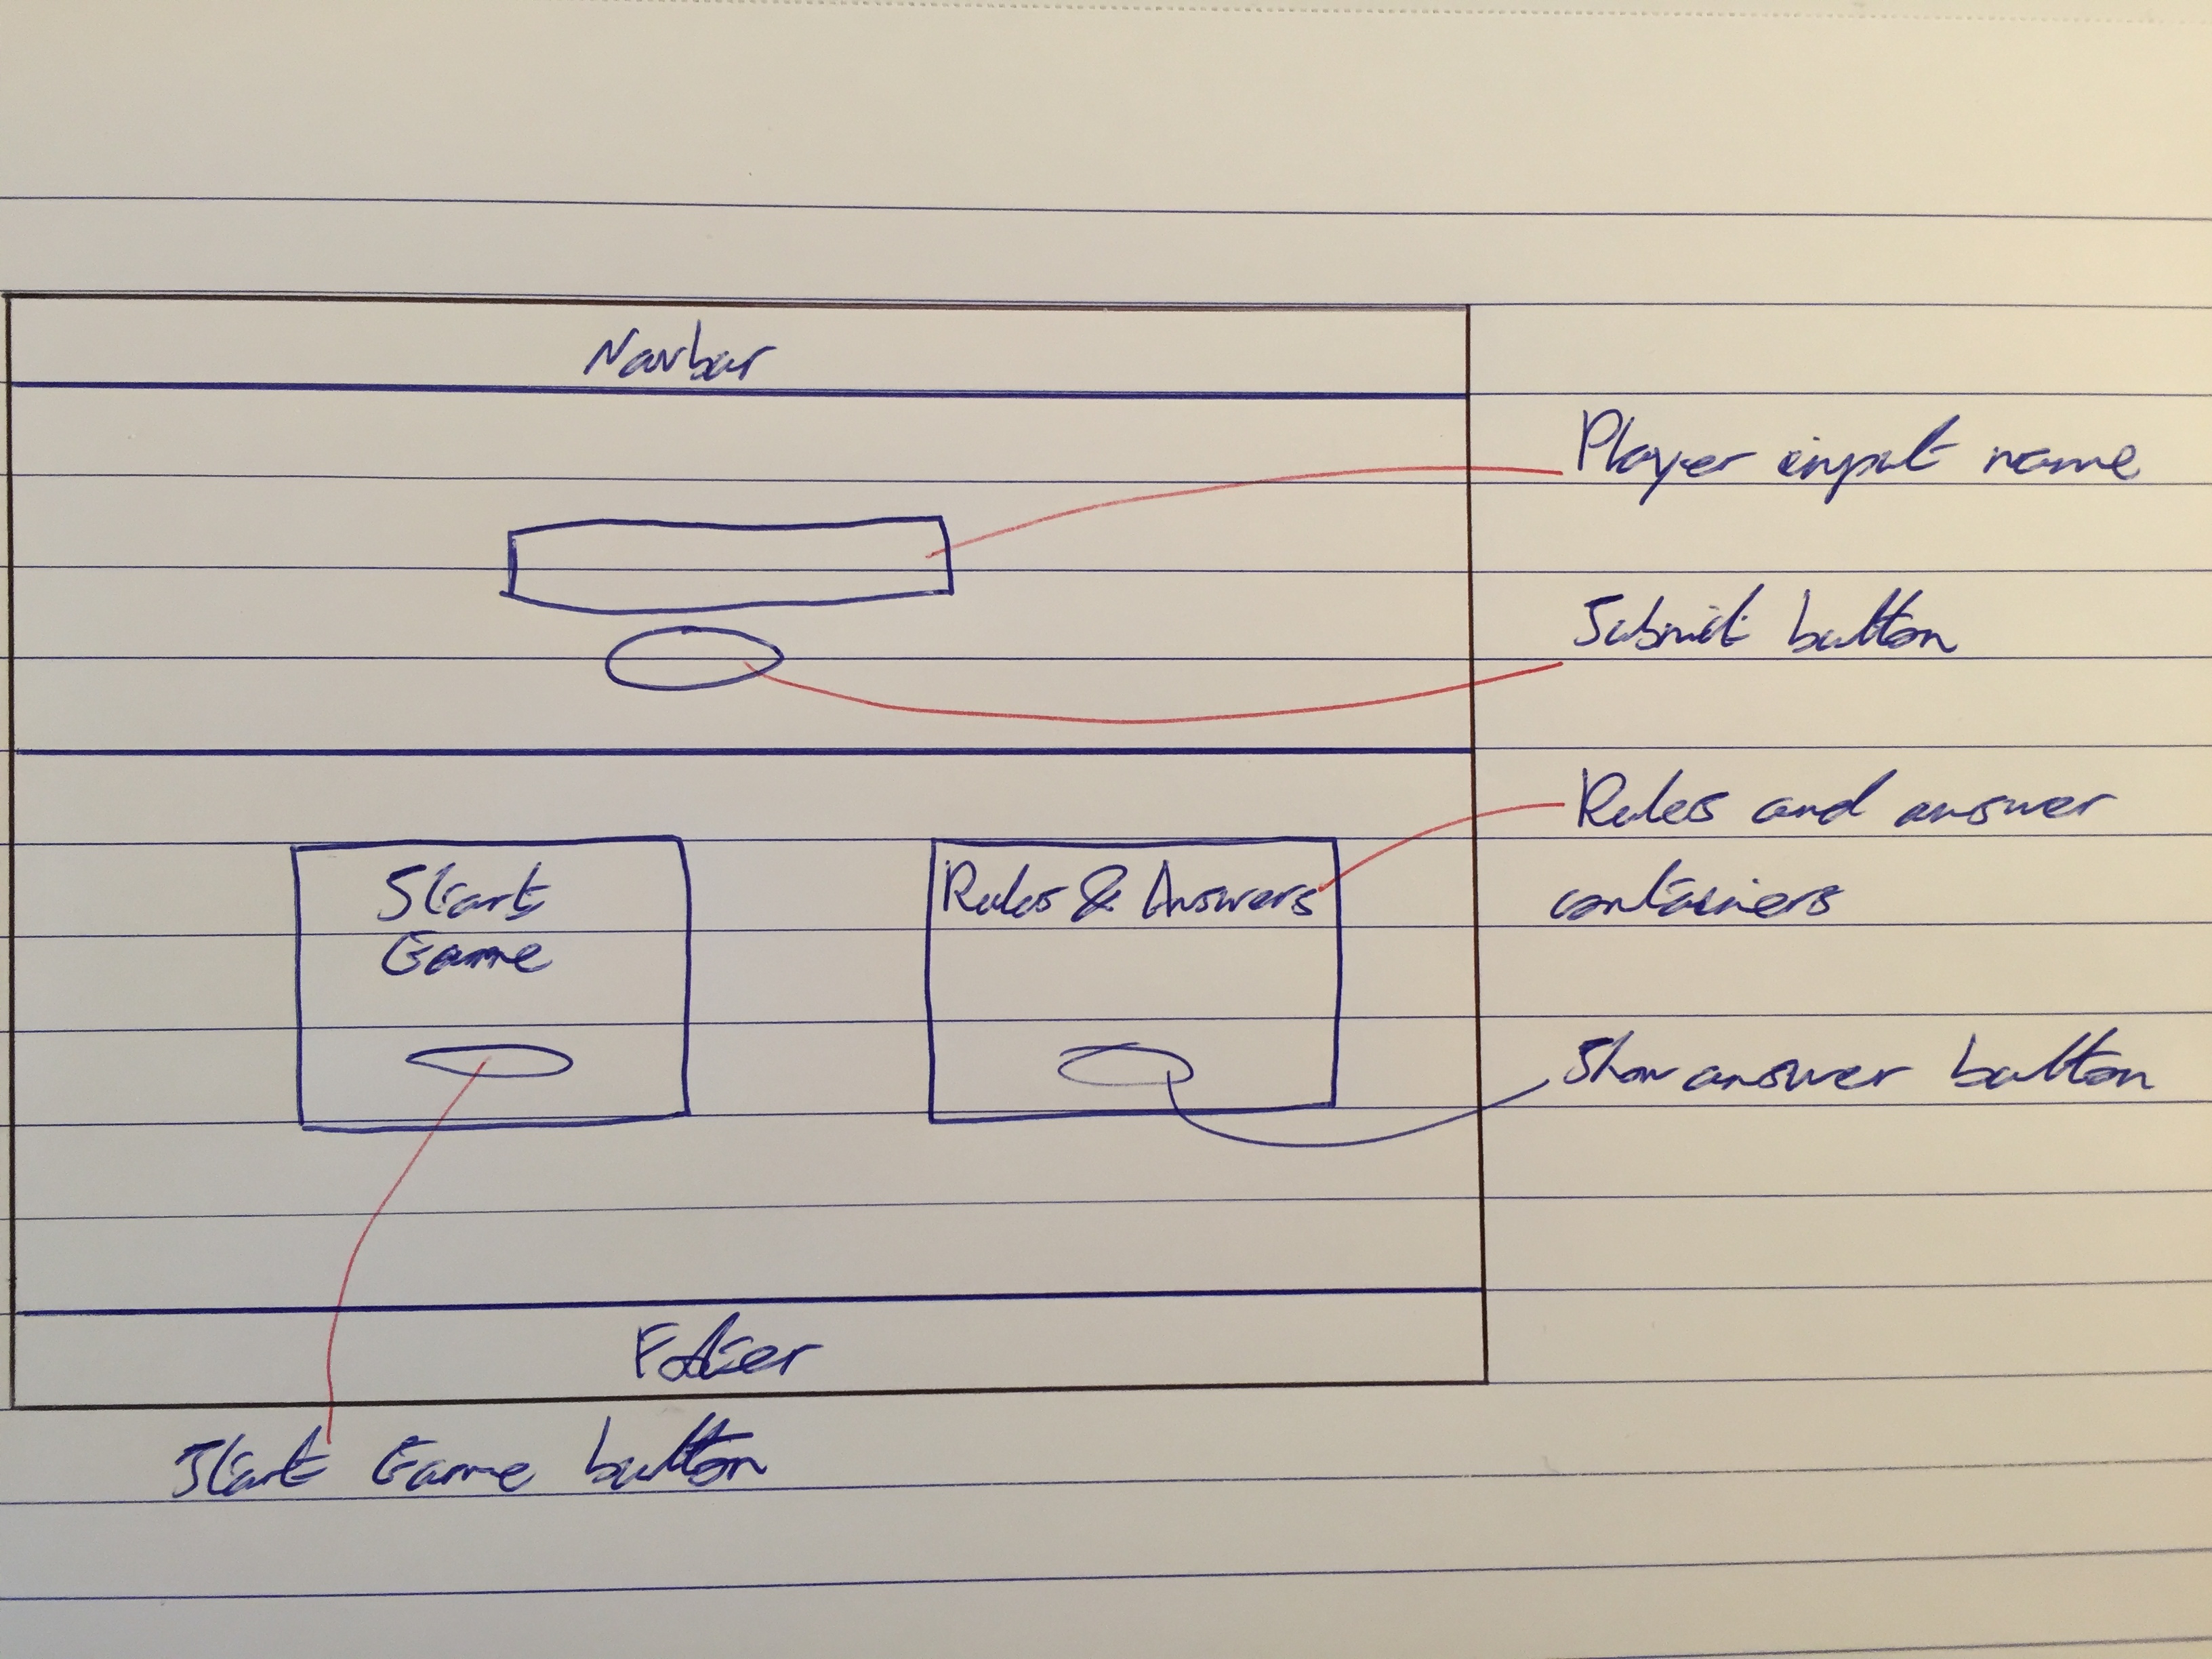 Navbar
Player input name
Submit button
Rules and answer
containers
Start
Game
Rules & Answers
Show answer button
Footer
Start Game button